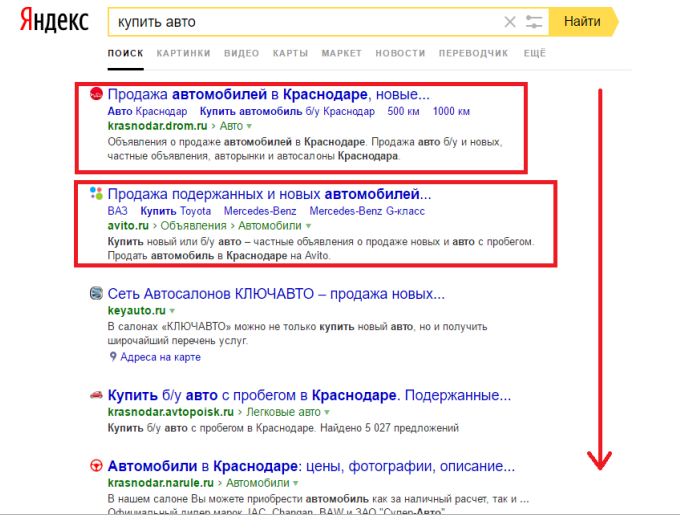 Яндекс
купить авто
Найти
ПОИСК КАРТИНКИ ВИДЕО КАРТЫ МАРКЕТ НОВОСТИ ПЕРЕВОДЧИК ЕЩЁ
Продажа автомобилей в Краснодаре, новые...
Авто Краснодар Купить автомобиль б/у Краснодар 500 км 1000 км
krasnodar.drom.ru › Авто
Объявления о продаже автомобилей в Краснодаре. Продажа авто б/у и новых,
частные объявления, авторынки и автосалоны Краснодара.
Продажа подержанных и новых автомобилей...
ВАЗ Купить Toyota Mercedes-Benz Mercedes-Benz G-класс
avito.ru › Объявления › Автомобили
Купить новый или б/у авто – частные объявления о продаже новых и авто с пробегом.
Продать автомобиль в Краснодаре на Avito.
Сеть Автосалонов КЛЮЧАВТО – продажа новых...
keyauto.ru
В салонах «КЛЮЧАВТО» можно не только купить новый авто, но и получить
широчайший перечень услуг.
Адреса на карте
Купить б/у авто с пробегом в Краснодаре. Подержанные...
krasnodar.avtopoisk.ru › Легковые авто
Купить б/у авто с пробегом в Краснодаре. Найдено 5 027 предложений
Автомобили в Краснодаре: цены, фотографии, описание...
krasnodar.narule.ru › Автомобили
В нашем салоне Вы можете приобрести автомобиль как за наличный расчет, так и ...
Официальный дилер марок JAC, Changan, BAW и ЗАО "Супер-Авто".